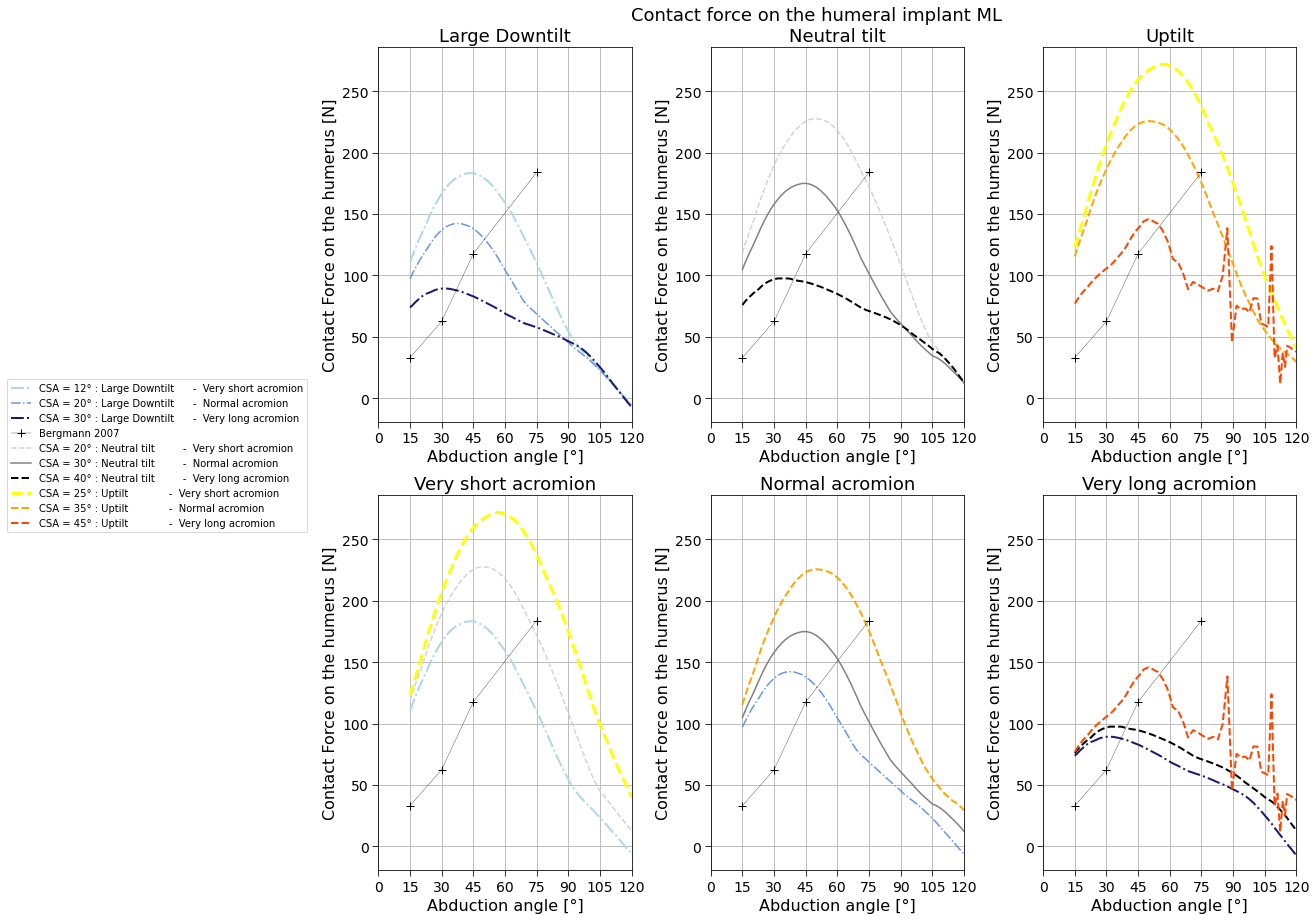 Contact force on the humeral implant ML
Large Downtilt
Contact Force on the humerus [N]
250
200
150
100
50
0
0 15 30 45 60 75 90 105 120
Abduction angle [°]
Neutral tilt
Contact Force on the humerus [N]
250
200
150
100
50
0
0 15 30 45 60 75 90 105 120
Abduction angle [°]
Uptilt
Contact Force on the humerus [N]
250
200
150
100
50
0
0 15 30 45 60 75 90 105 120
Abduction angle [°]
CSA = 12° : Large Downtilt - Very short acromion
CSA = 20° : Large Downtilt - Normal acromion
CSA = 30° : Large Downtilt - Very long acromion
Bergmann 2007
CSA = 20° : Neutral tilt - Very short acromion
CSA = 30° : Neutral tilt - Normal acromion
CSA = 40° : Neutral tilt - Very long acromion
CSA = 25° : Uptilt - Very short acromion
CSA = 35° : Uptilt - Normal acromion
CSA = 45° : Uptilt - Very long acromion
Very short acromion
Contact Force on the humerus [N]
250
200
150
100
50
0
0 15 30 45 60 75 90 105 120
Abduction angle [°]
Normal acromion
Contact Force on the humerus [N]
250
200
150
100
50
0
0 15 30 45 60 75 90 105 120
Abduction angle [°]
Very long acromion
Contact Force on the humerus [N]
250
200
150
100
50
0
0 15 30 45 60 75 90 105 120
Abduction angle [°]